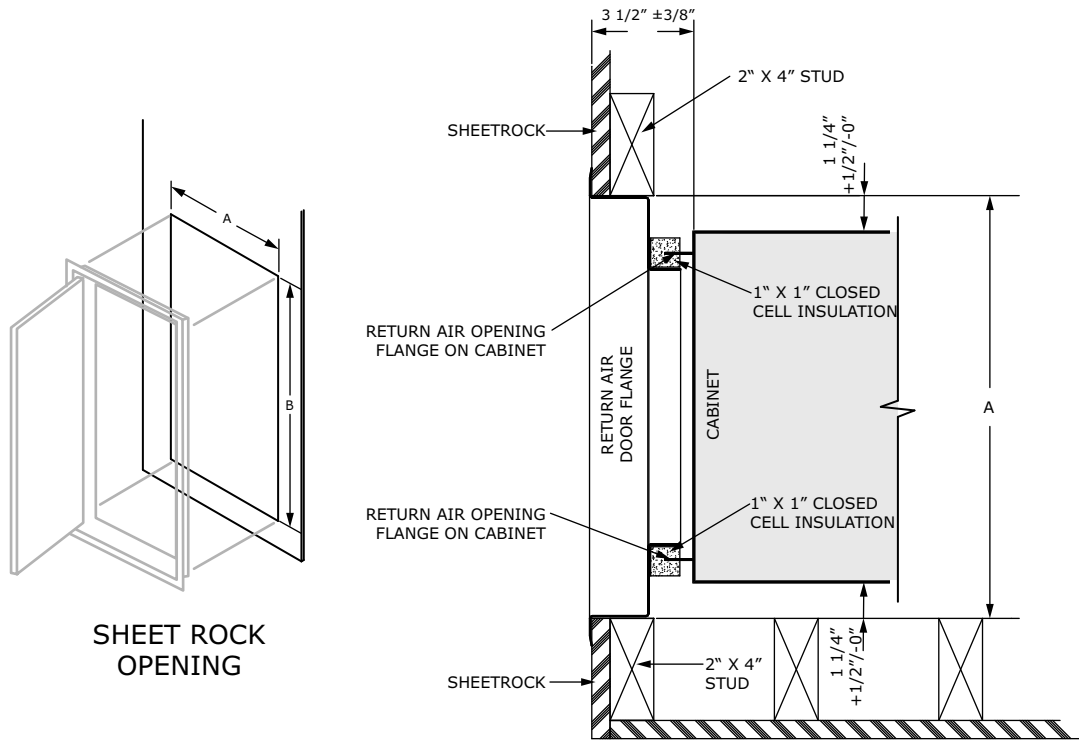 A
B
SHEET ROCK
OPENING
3 1/2” ±3/8”
2“ X 4” STUD
SHEETROCK
1 1/4”
+1/2”/-0”
1“ X 1” CLOSED
CELL INSULATION
RETURN AIR OPENING
FLANGE ON CABINET
RETURN AIR
DOOR FLANGE
CABINET
A
1“ X 1” CLOSED
CELL INSULATION
RETURN AIR OPENING
FLANGE ON CABINET
2“ X 4”
STUD
SHEETROCK
1 1/4”
+1/2”/-0”